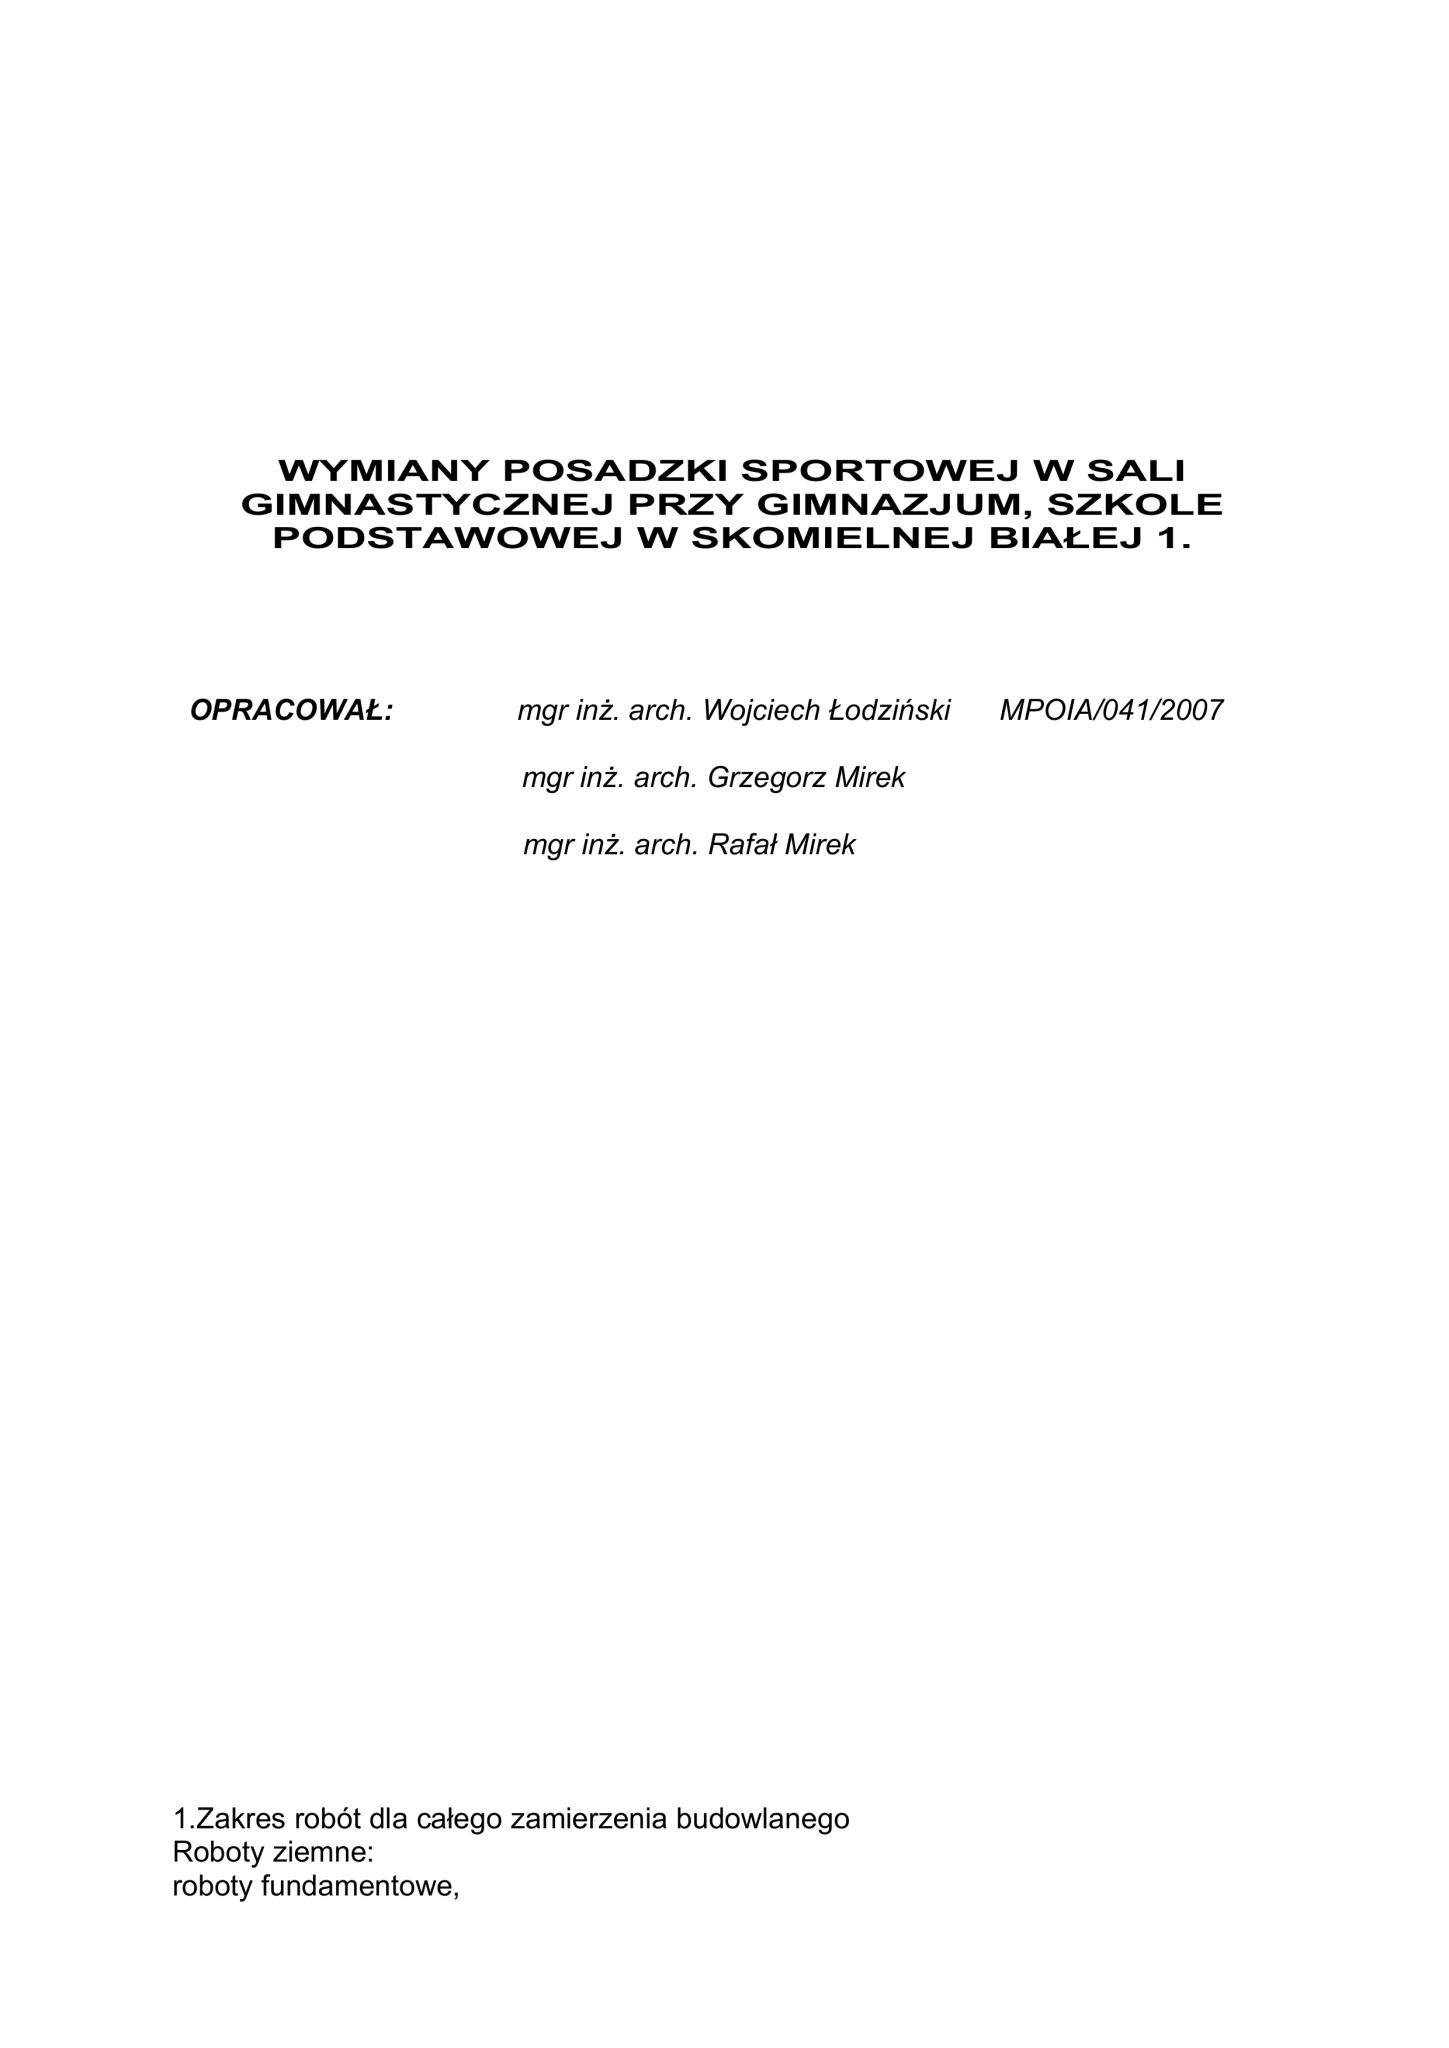 WYMIANY POSADZKI SPORTOWEJ W SALI
GIMNASTYCZNEJ PRZY GIMNAZJUM, SZKOLE
PODSTAWOWEJ W SKOMIELNEJ BIAŁEJ 1.
OPRACOWAŁ: mgr inż. arch. Wojciech Łodziński MPOIA/041/2007
mgr inż. arch. Grzegorz Mirek
mgr inż. arch. Rafał Mirek
1.Zakres robót dla całego zamierzenia budowlanego
Roboty ziemne:
roboty fundamentowe,